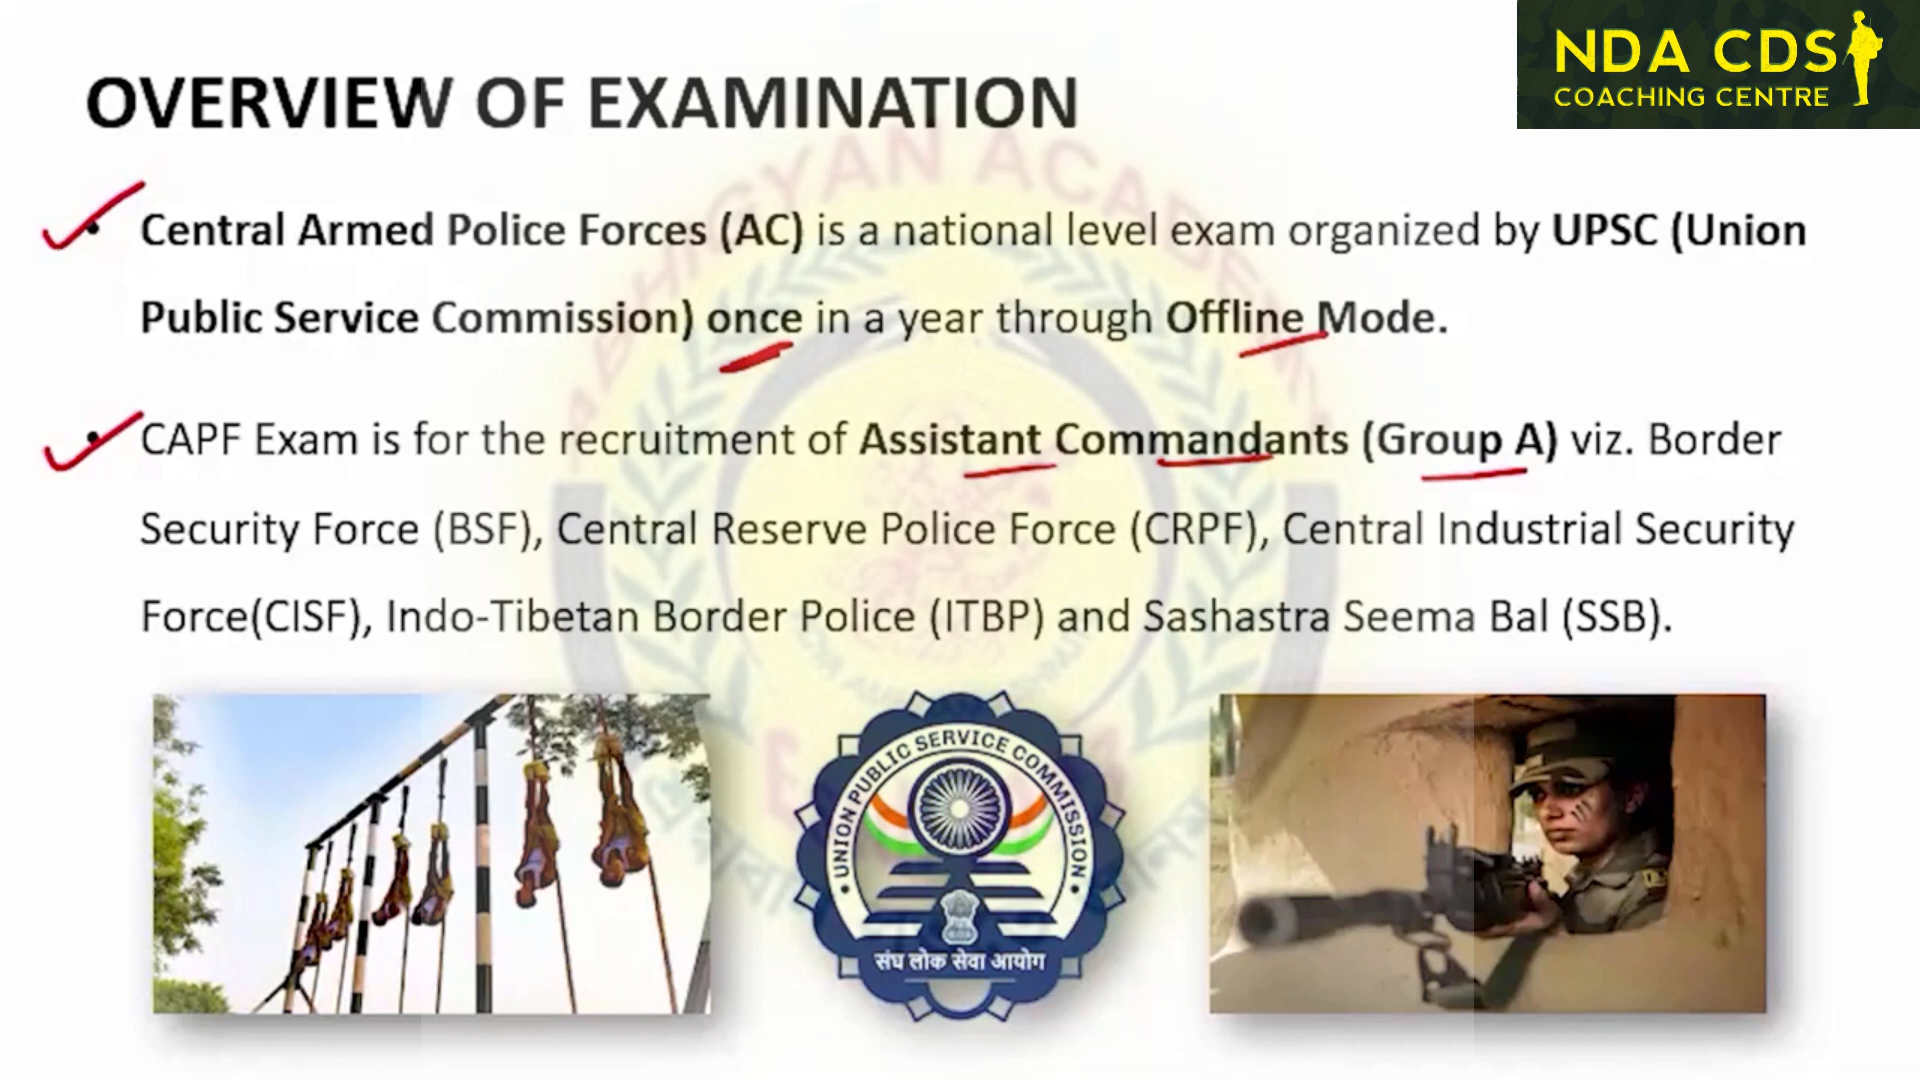 NDA CDS
COACHING CENTRE
OVERVIEW OF EXAMINATION
• Central Armed Police Forces (AC) is a national level exam organized by UPSC (Union
Public Service Commission) once in a year through Offline Mode.
• CAPF Exam is for the recruitment of Assistant Commandants (Group A) viz. Border
Security Force (BSF), Central Reserve Police Force (CRPF), Central Industrial Security
Force(CISF), Indo-Tibetan Border Police (ITBP) and Sashastra Seema Bal (SSB).
ABHIGYAN ACADEMY
• UNION PUBLIC SERVICE COMMISSION •
संघ लोक सेवा आयोग